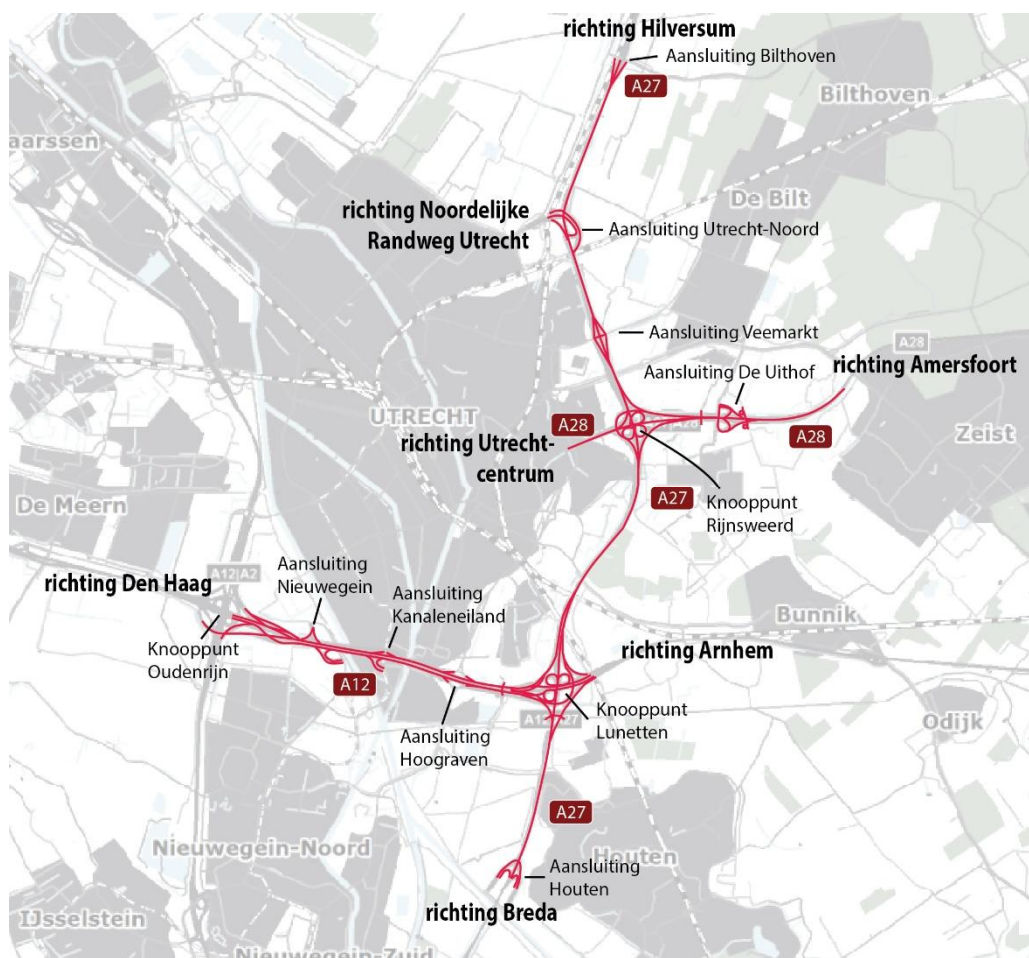 richting Hilversum
Aansluiting Bilthoven
A27
Bilthoven
aarssen
De Bilt
richting Noordelijke
Randweg Utrecht
Aansluiting Utrecht-Noord
Aansluiting Veemarkt
A28
richting Amersfoort
Aansluiting De Uithof
UTRECHT
A28
richting Utrecht-
centrum
A28
Zeist
De Meern
A27
Knooppunt
Rijnsweerd
Aansluiting
Nieuwegein
A12|A2
richting Den Haag
Aansluiting
Kanaleneiland
Bunnik
Knooppunt
Oudenrijn
richting Arnhem
A12
Knooppunt
Lunetten
Odijk
Aansluiting
Hoograven
A27
Nieuwegein-Noord
Houten
Aansluiting
Houten
richting Breda
IJsselstein
Nieuwegein-Zuid